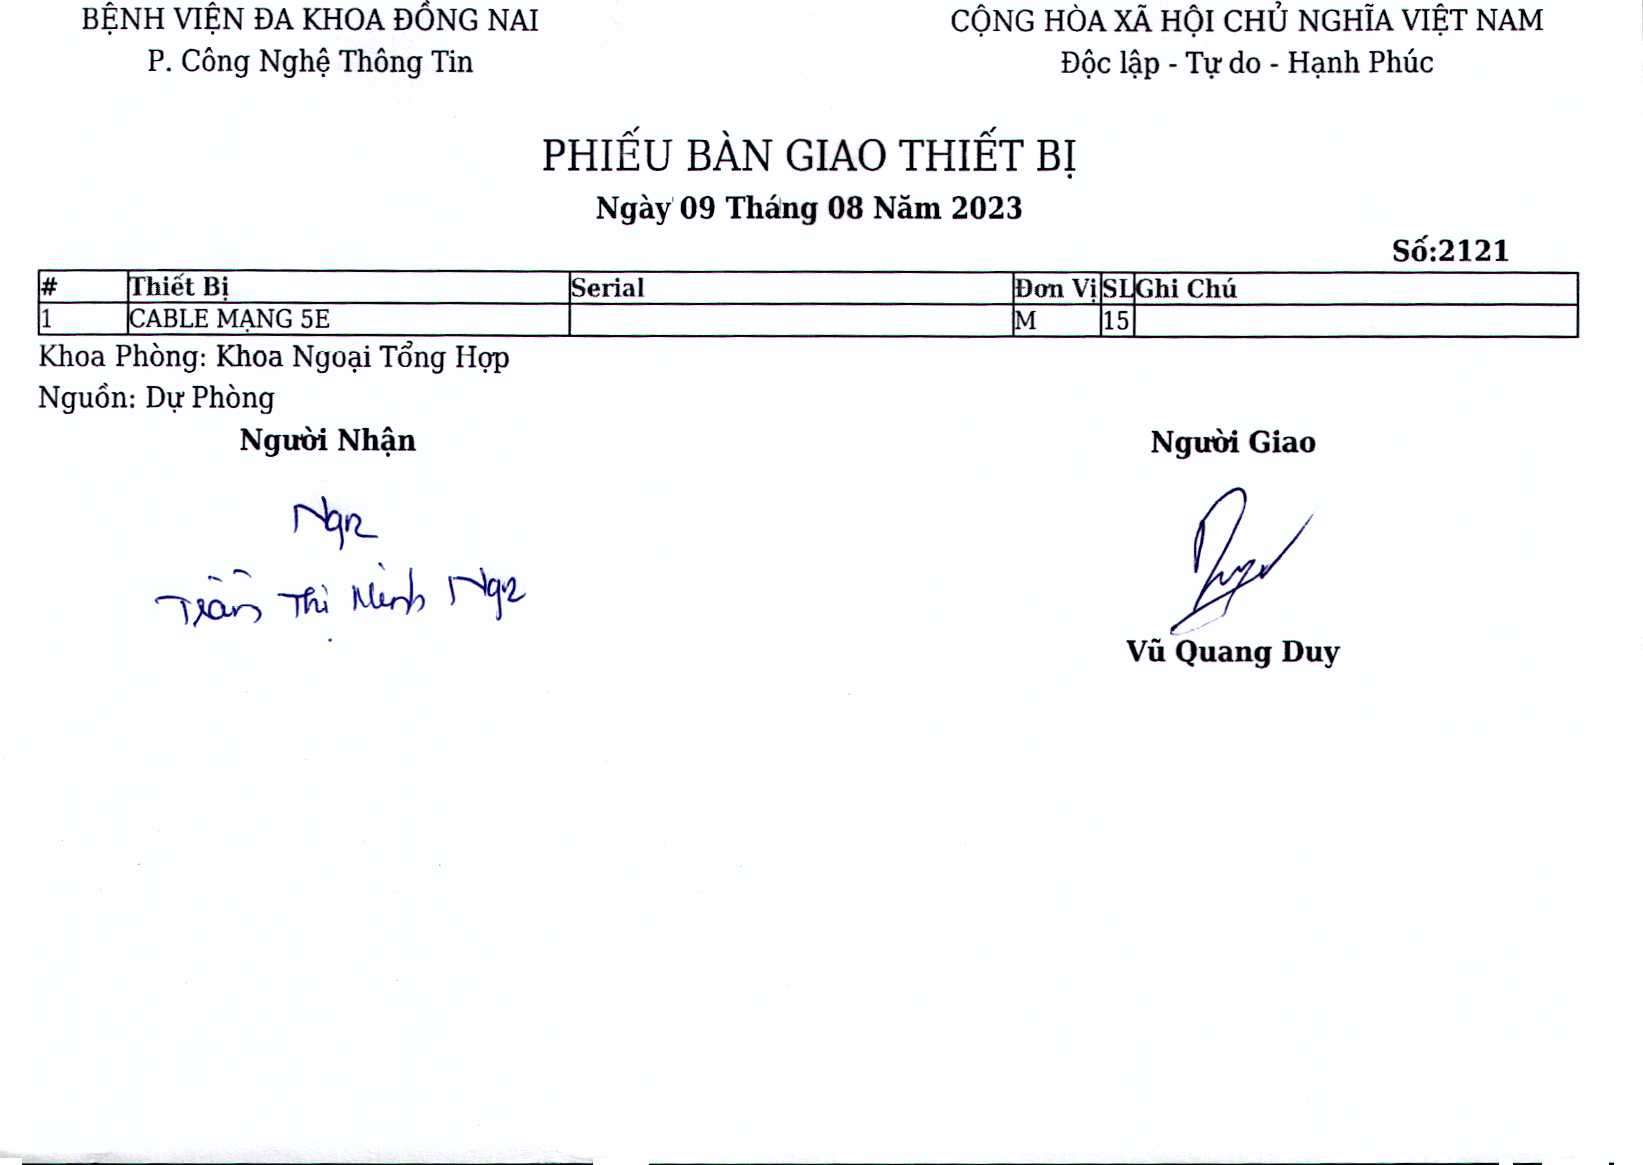 BỆNH VIỆN ĐA KHOA ĐỒNG NAI
P. Công Nghệ Thông Tin
CỘNG HÒA XÃ HỘI CHỦ NGHĨA VIỆT NAM
Độc lập - Tự do - Hạnh Phúc
PHIẾU BÀN GIAO THIẾT BỊ
Ngày 09 Tháng 08 Năm 2023
Số:2121
# Thiết Bị Serial Đơn Vị SL Ghi Chú
1 CABLE MẠNG 5E M 15
Khoa Phòng: Khoa Ngoại Tổng Hợp
Nguồn: Dự Phòng
Người Nhận Người Giao
Trần Thị Minh
Vũ Quang Duy